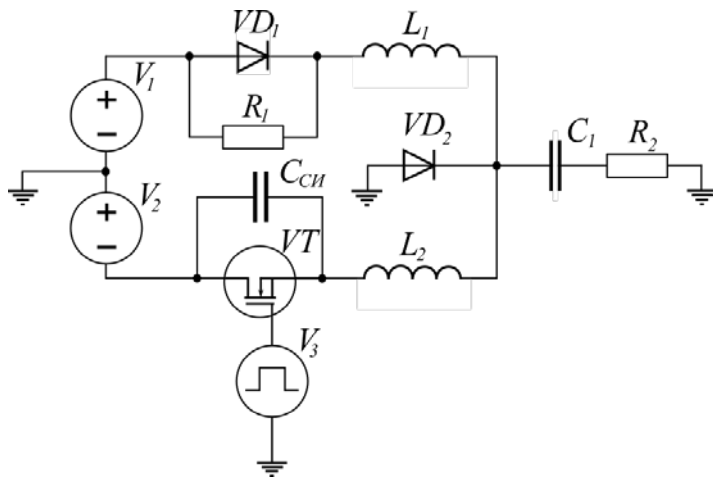 VD₁
L₁
V₁
R₁
VD₂
C₁
R₂
V₂
Cси
VT
L₂
V₃